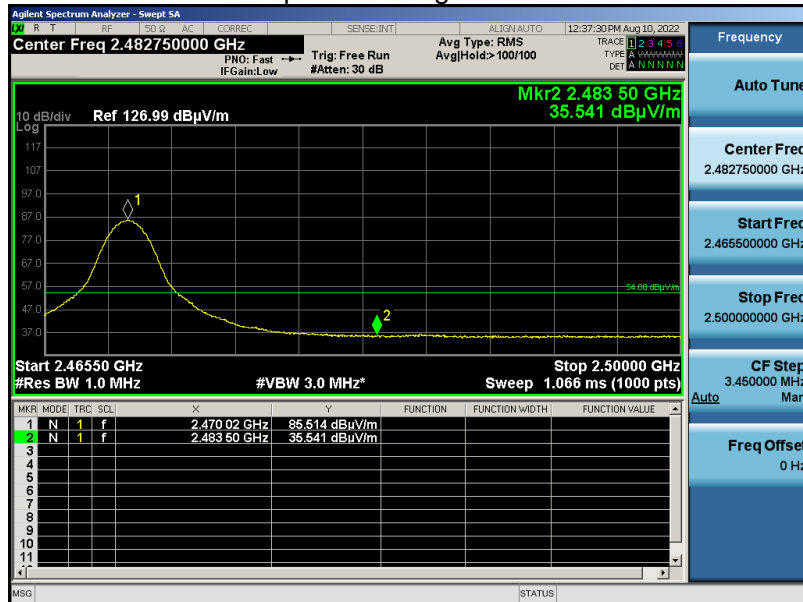 Agilent Spectrum Analyzer - Swept SA
LXI R T RF 50 Ω AC CORREC SENSE:INT ALIGN AUTO 12:37:30 PM Aug 10, 2022
Center Freq 2.482750000 GHz
PNO: Fast
IFGain:Low
Trig: Free Run
#Atten: 30 dB
Avg Type: RMS
Avg|Hold:>100/100
TRACE 1 2 3 4 5 6
TYPE A WWWWW
DET A N N N N N
Mkr2 2.483 50 GHz
35.541 dBµV/m
10 dB/div Ref 126.99 dBµV/m
Log
117
107
97.0
87.0
77.0
67.0
57.0
47.0
37.0
1
2
54.00 dBµV/m
Start 2.46550 GHz Stop 2.50000 GHz
#Res BW 1.0 MHz #VBW 3.0 MHz* Sweep 1.066 ms (1000 pts)
MKR MODE TRC SCL X Y FUNCTION FUNCTION WIDTH FUNCTION VALUE
1 N 1 f 2.470 02 GHz 85.514 dBµV/m
2 N 1 f 2.483 50 GHz 35.541 dBµV/m
3
4
5
6
7
8
9
10
11
MSG STATUS
Frequency
Auto Tune
Center Freq
2.482750000 GHz
Start Freq
2.465500000 GHz
Stop Freq
2.500000000 GHz
CF Step
3.450000 MHz
Auto Man
Freq Offset
0 Hz